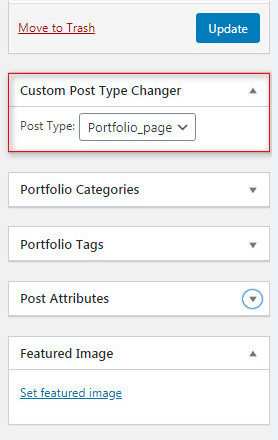 Move to Trash Update
Custom Post Type Changer
Post Type: Portfolio_page
Portfolio Categories
Portfolio Tags
Post Attributes
Featured Image
Set featured image